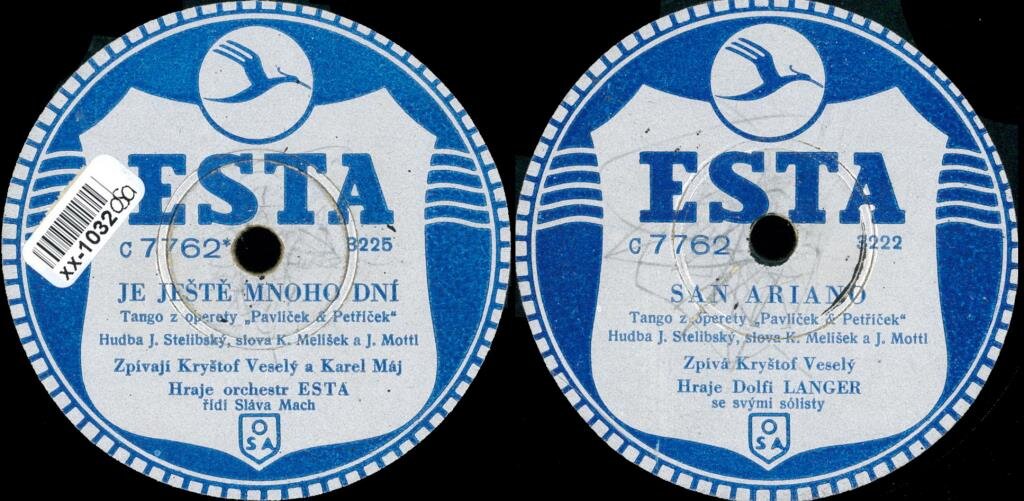 ESTA
C 7762*
3225
JE JEŠTĚ MNOHO DNÍ
Tango z operety „Pavlíček & Petříček“
Hudba J. Stelibský, slova K. Melíšek a J. Mottl
Zpívají Kryštof Veselý a Karel Máj
Hraje orchestr ESTA
řídí Sláva Mach
OSA
xx-1032
OSA
ESTA
C 7762
3222
SAN ARIANO
Tango z operety „Pavlíček & Petříček“
Hudba J. Stelibský, slova K. Melíšek a J. Mottl
Zpívá Kryštof Veselý
Hraje Dolfi LANGER
se svými sólisty
OSA